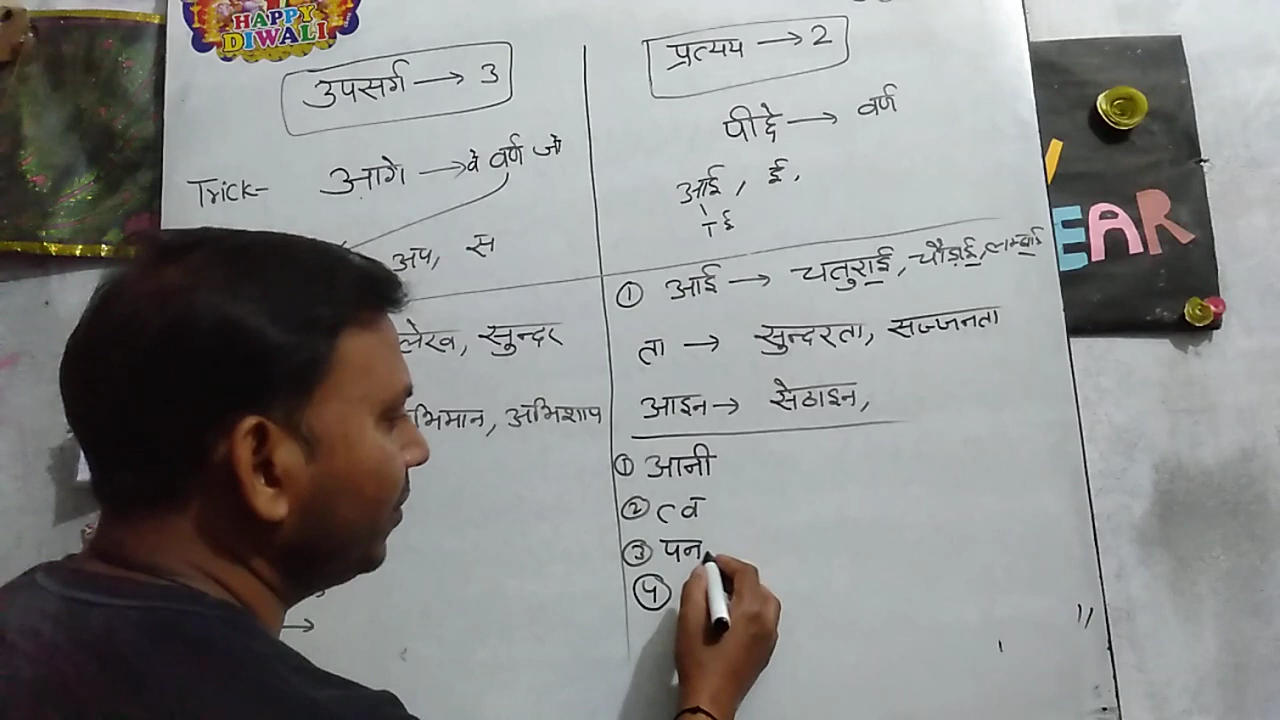 HAPPY
DIWALI
उपसर्ग → 3
Trick- आगे → वे वर्ण जो
अप, स
लेख, सुन्दर
भिमान, अभिशाप
प्रत्यय → 2
पीछे → वर्ण
आई, ई,
ा ई
① आई → चतुराई, चौड़ाई, लम्बाई
ता → सुन्दरता, सज्जनता
आइन → सेठाइन,
① आनी
② त्व
③ पन
④
EAR